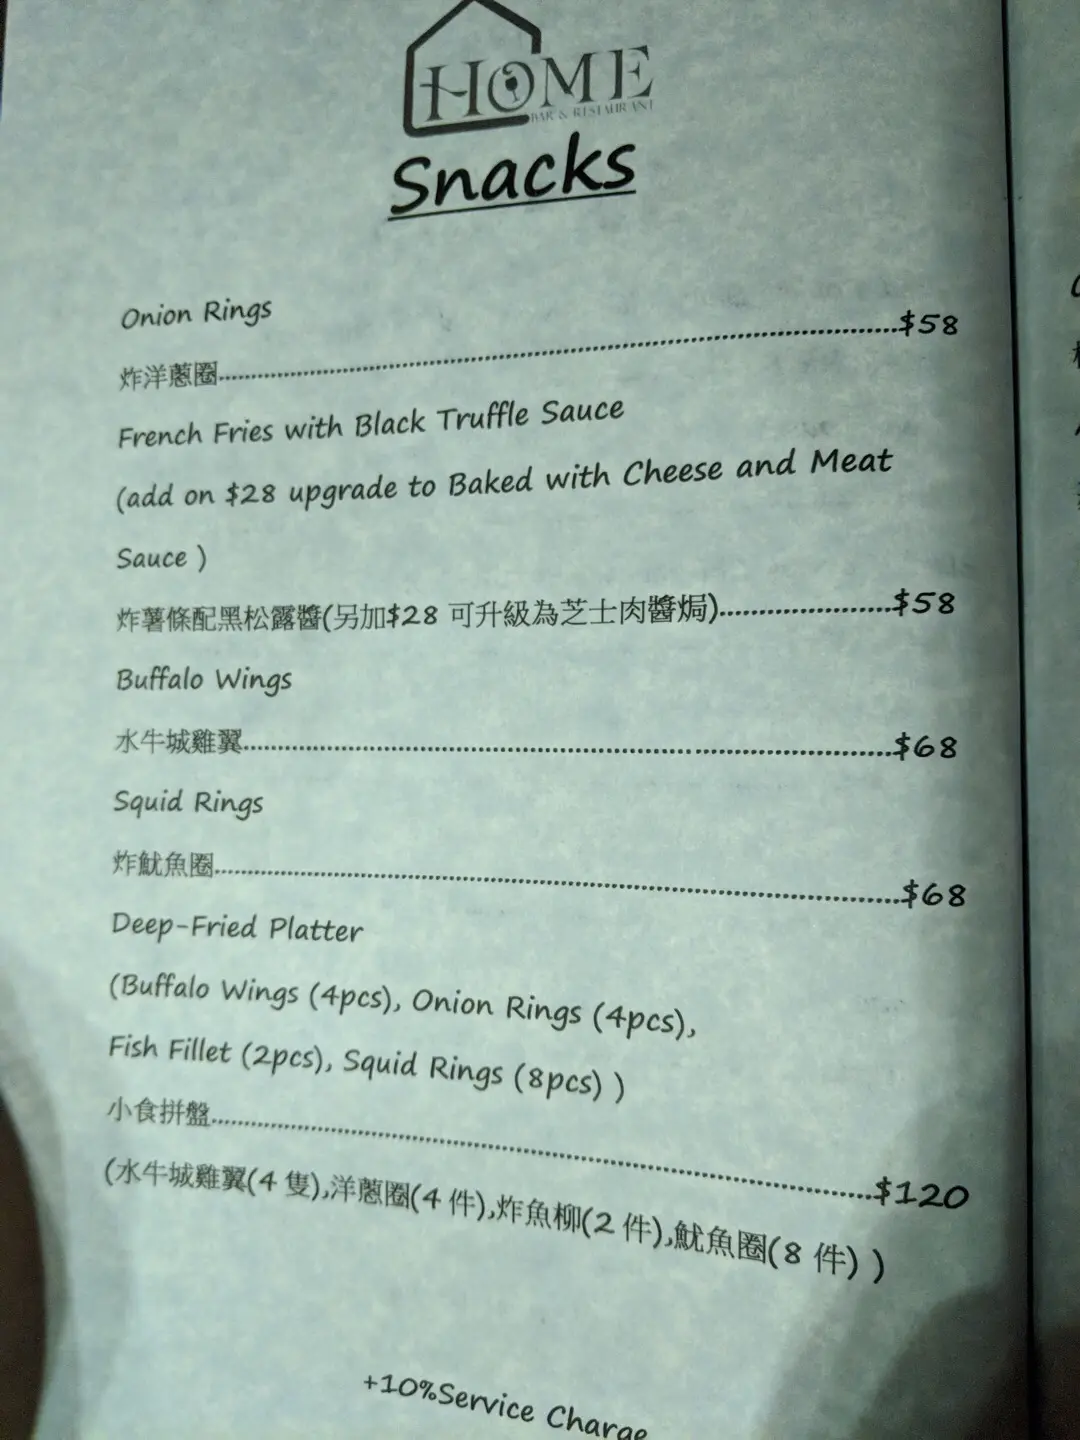 HOME
BAR & RESTAURANT
Snacks
Onion Rings
炸洋蔥圈..........$58
French Fries with Black Truffle Sauce
(add on $28 upgrade to Baked with Cheese and Meat
Sauce )
炸薯條配黑松露醬(另加$28 可升級為芝士肉醬焗)..........$58
Buffalo Wings
水牛城雞翼..........$68
Squid Rings
炸魷魚圈..........$68
Deep-Fried Platter
(Buffalo Wings (4pcs), Onion Rings (4pcs),
Fish Fillet (2pcs), Squid Rings (8pcs) )
小食拼盤..........$120
(水牛城雞翼(4 隻),洋蔥圈(4 件),炸魚柳(2 件),魷魚圈(8 件) )
+10%Service Charge